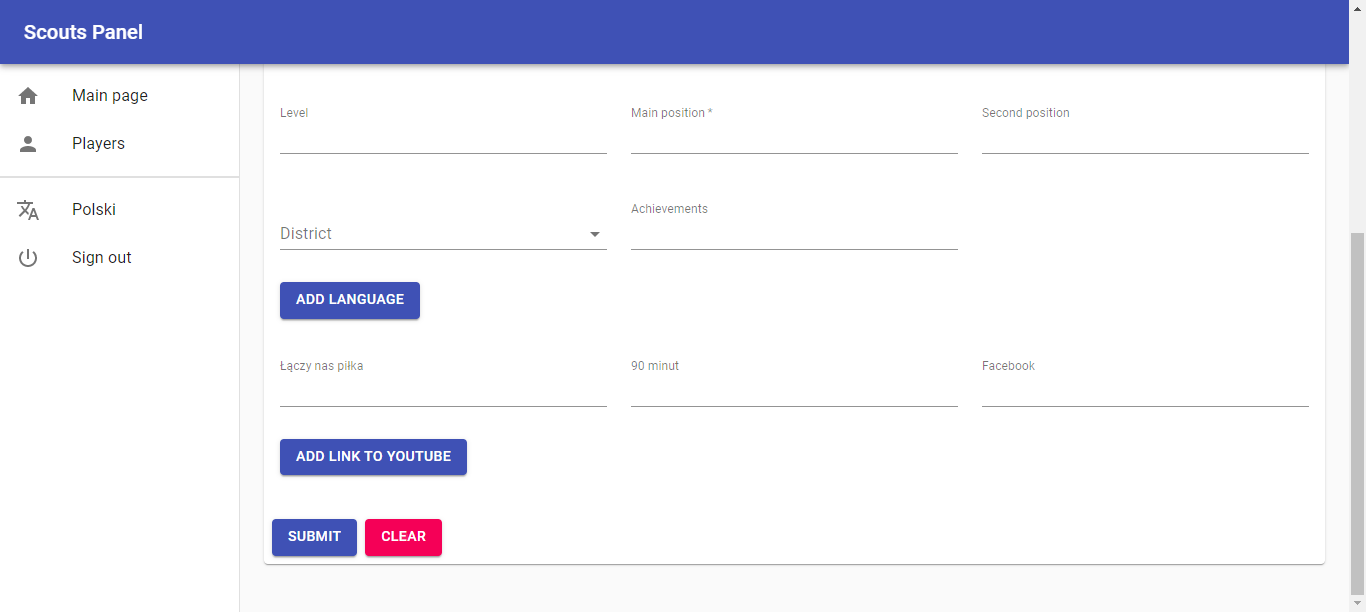 Scouts Panel
Main page
Players
Polski
Sign out
Level
Main position *
Second position
District
Achievements
ADD LANGUAGE
Łączy nas piłka
90 minut
Facebook
ADD LINK TO YOUTUBE
SUBMIT
CLEAR